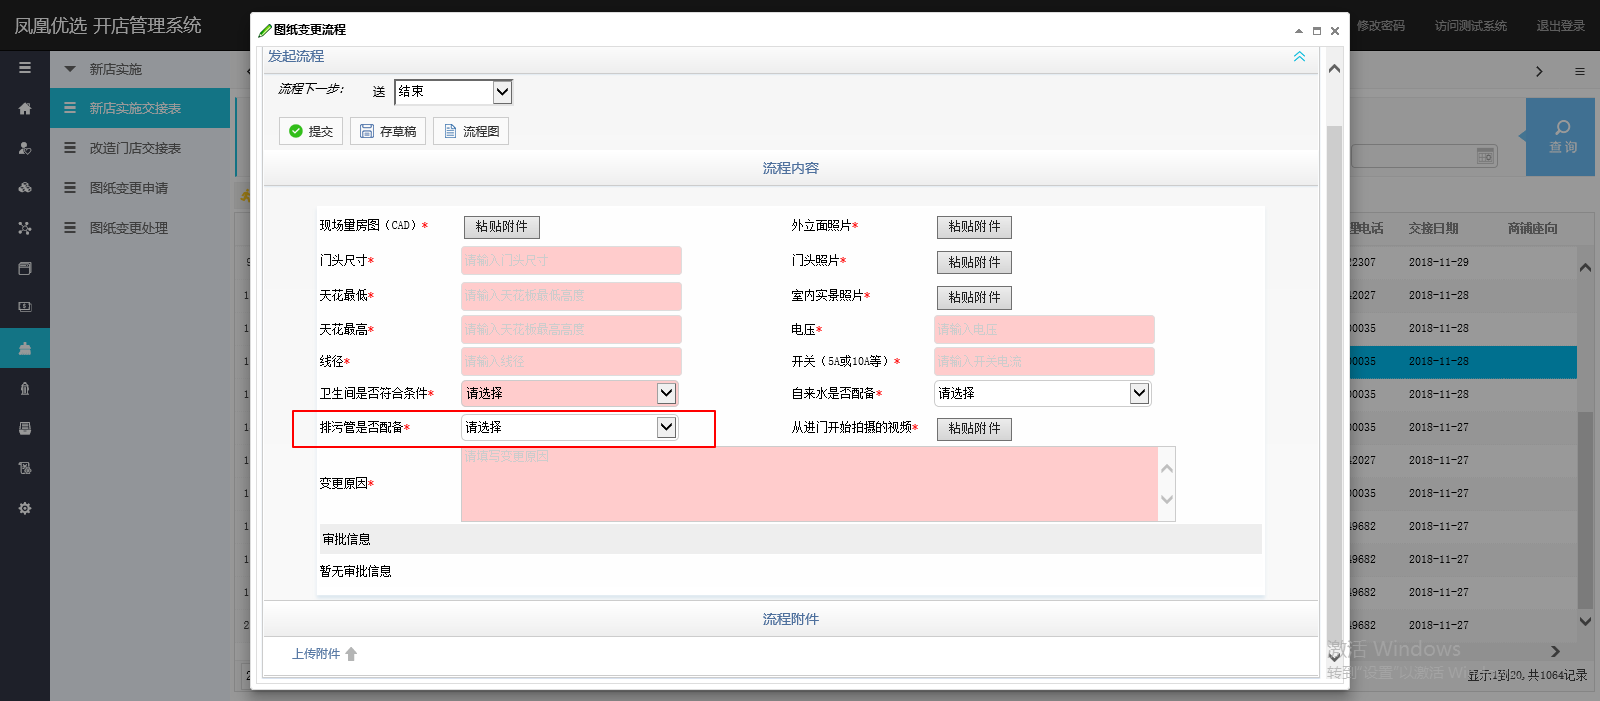 凤凰优选 开店管理系统
修改密码 访问测试系统 退出登录
图纸变更流程
新店实施
新店实施交接表
改造门店交接表
图纸变更申请
图纸变更处理
发起流程
流程下一步: 送 结束
提交 存草稿 流程图
流程内容
现场量房图（CAD）* 粘贴附件 外立面照片* 粘贴附件
门头尺寸* 请输入门头尺寸 门头照片* 粘贴附件
天花最低* 请输入天花板最低高度 室内实景照片* 粘贴附件
天花最高* 请输入天花板最高高度 电压* 请输入电压
线径* 请输入线径 开关（5A或10A等）* 请输入开关电流
卫生间是否符合条件* 请选择 自来水是否配备* 请选择
排污管是否配备* 请选择 从进门开始拍摄的视频* 粘贴附件
变更原因* 请填写变更原因
审批信息
暂无审批信息
流程附件
上传附件
查 询
理电话 交接日期 商铺座向
2307 2018-11-29
2027 2018-11-28
0035 2018-11-28
0035 2018-11-28
0035 2018-11-28
0035 2018-11-27
2027 2018-11-27
0035 2018-11-27
9682 2018-11-27
9682 2018-11-27
9682 2018-11-27
9682 2018-11-27
激活 Windows
转到"设置"以激活 Wi
显示1到20, 共1064记录